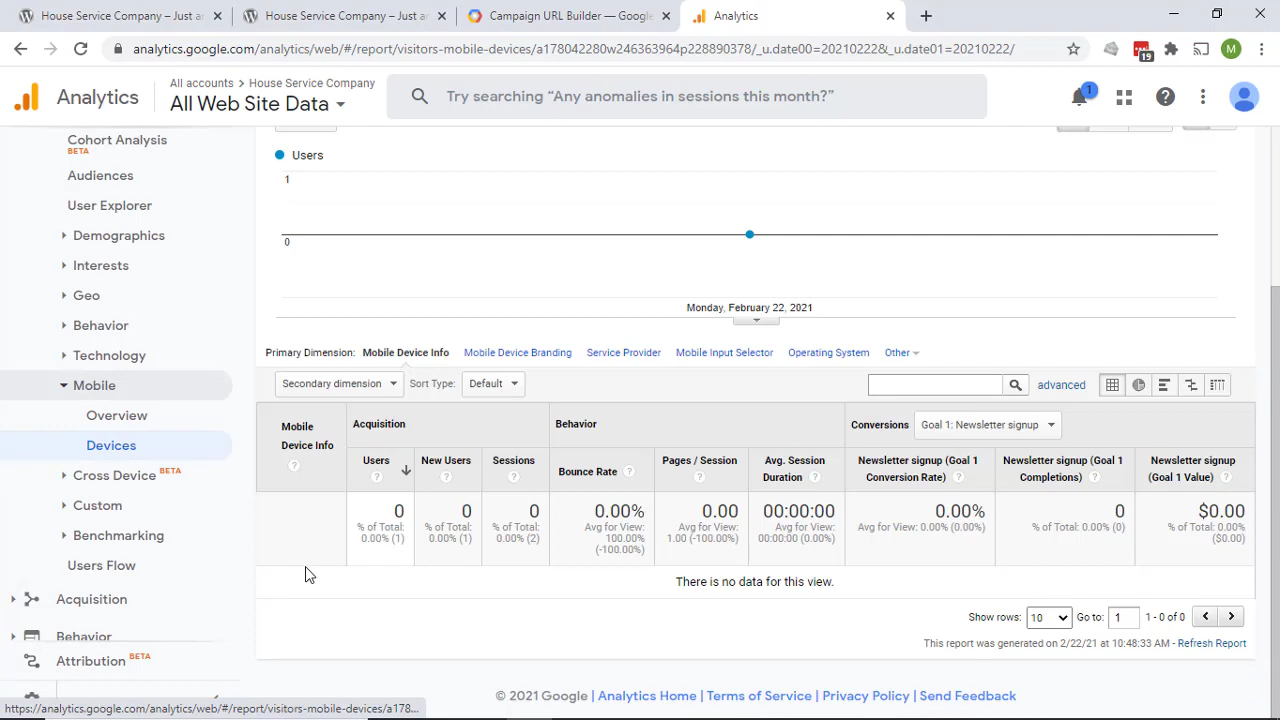 House Service Company — Just an
House Service Company — Just an
Campaign URL Builder — Google
Analytics
analytics.google.com/analytics/web/#/report/visitors-mobile-devices/a178042280w246363964p228890378/_u.date00=20210222&_u.date01=20210222/
19
M
Analytics
All accounts > House Service Company
All Web Site Data
Try searching “Any anomalies in sessions this month?”
1
Cohort Analysis
BETA
Audiences
User Explorer
Demographics
Interests
Geo
Behavior
Technology
Mobile
Overview
Devices
Cross Device BETA
Custom
Benchmarking
Users Flow
Acquisition
Behavior
Attribution BETA
Users
1
0
Monday, February 22, 2021
Primary Dimension: Mobile Device Info Mobile Device Branding Service Provider Mobile Input Selector Operating System Other
Secondary dimension Sort Type: Default advanced
Mobile Device Info
Acquisition Behavior Conversions Goal 1: Newsletter signup
Users New Users Sessions Bounce Rate Pages / Session Avg. Session Duration Newsletter signup (Goal 1 Conversion Rate) Newsletter signup (Goal 1 Completions) Newsletter signup (Goal 1 Value)
0
% of Total:
0.00% (1)
0
% of Total:
0.00% (1)
0
% of Total:
0.00% (2)
0.00%
Avg for View:
100.00%
(-100.00%)
0.00
Avg for View:
1.00 (-100.00%)
00:00:00
Avg for View:
00:00:00 (0.00%)
0.00%
Avg for View: 0.00% (0.00%)
0
% of Total: 0.00% (0)
$0.00
% of Total: 0.00%
($0.00)
There is no data for this view.
Show rows: 10 Go to: 1 1 - 0 of 0
This report was generated on 2/22/21 at 10:48:33 AM - Refresh Report
© 2021 Google | Analytics Home | Terms of Service | Privacy Policy | Send Feedback
https://analytics.google.com/analytics/web/#/report/visitors-mobile-devices/a178...